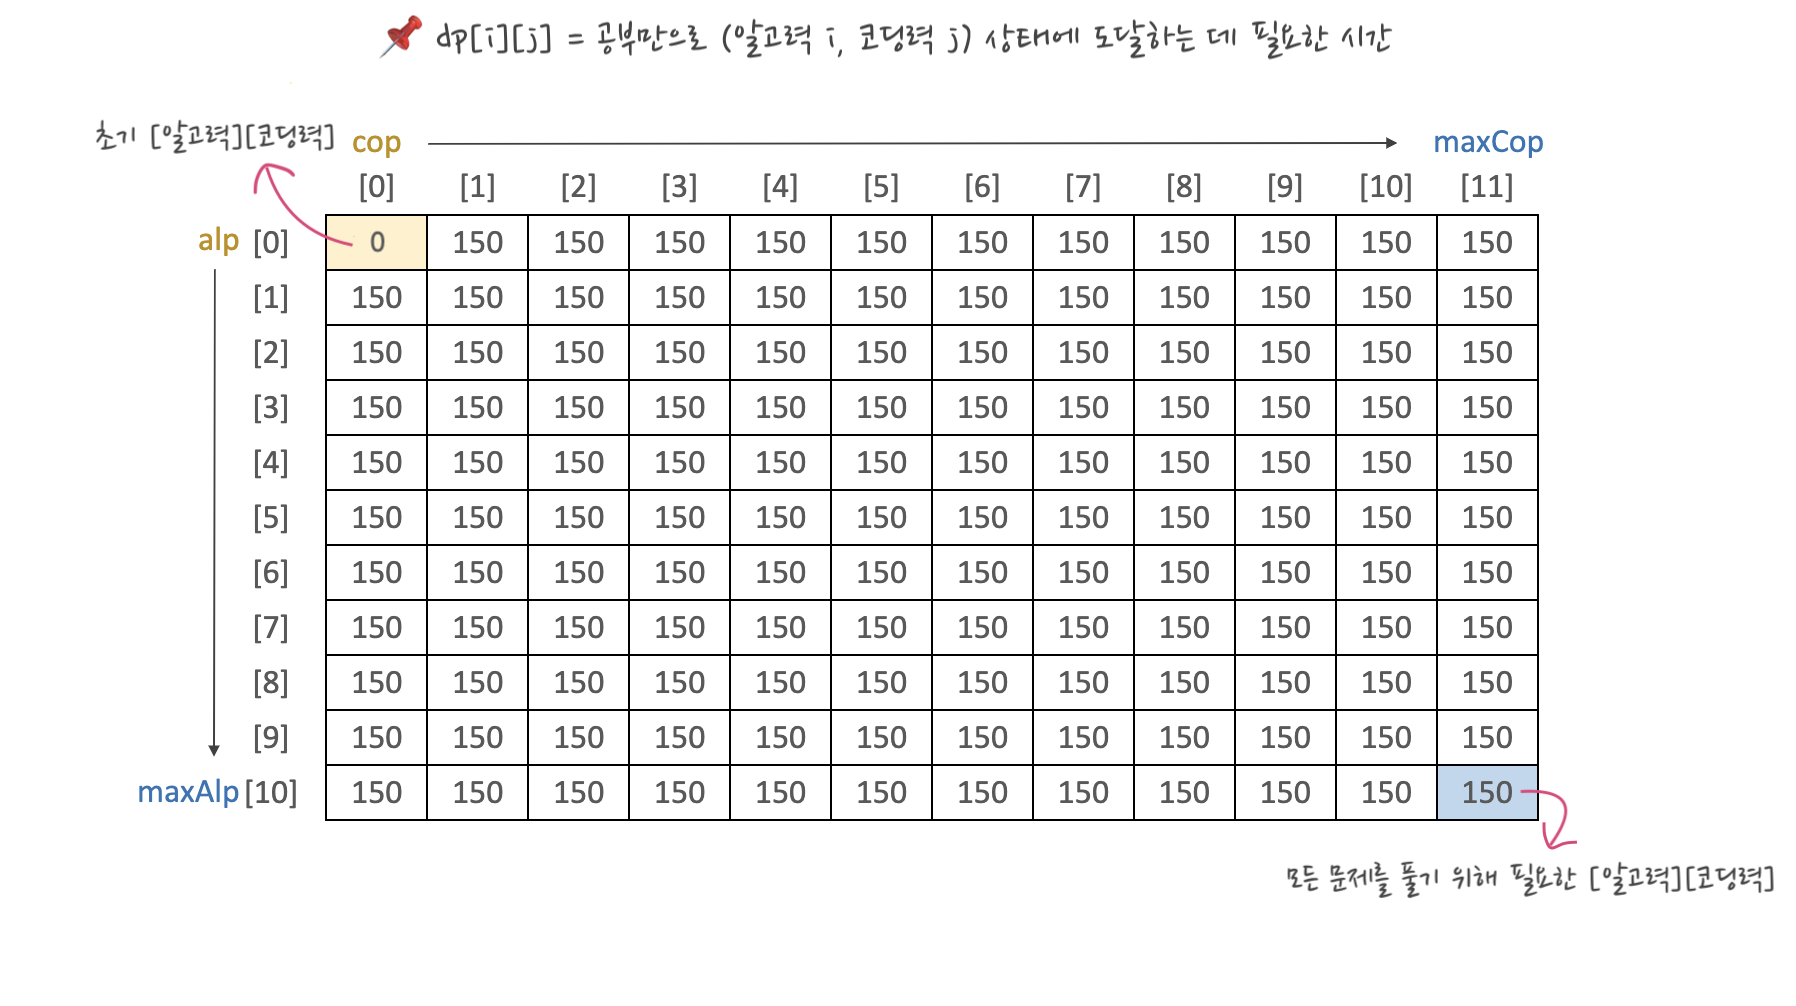 dp[i][j] = 공부만으로 (알고력 i, 코딩력 j) 상태에 도달하는 데 필요한 시간
초기 [알고력][코딩력] cop maxCop
[0] [1] [2] [3] [4] [5] [6] [7] [8] [9] [10] [11]
alp [0] 0 150 150 150 150 150 150 150 150 150 150 150
[1] 150 150 150 150 150 150 150 150 150 150 150 150
[2] 150 150 150 150 150 150 150 150 150 150 150 150
[3] 150 150 150 150 150 150 150 150 150 150 150 150
[4] 150 150 150 150 150 150 150 150 150 150 150 150
[5] 150 150 150 150 150 150 150 150 150 150 150 150
[6] 150 150 150 150 150 150 150 150 150 150 150 150
[7] 150 150 150 150 150 150 150 150 150 150 150 150
[8] 150 150 150 150 150 150 150 150 150 150 150 150
[9] 150 150 150 150 150 150 150 150 150 150 150 150
maxAlp [10] 150 150 150 150 150 150 150 150 150 150 150 150
모든 문제를 풀기 위해 필요한 [알고력][코딩력]